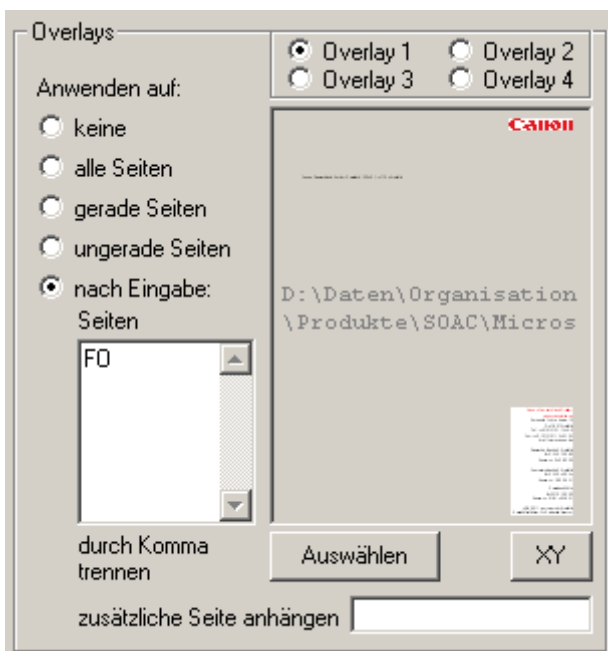 Overlays
Overlay 1
Overlay 2
Overlay 3
Overlay 4
Anwenden auf:
keine
alle Seiten
gerade Seiten
ungerade Seiten
nach Eingabe:
Seiten
FO
durch Komma
trennen
Canon
D:\Daten\Organisation
\Produkte\SOAC\Micros
Auswählen
XY
zusätzliche Seite anhängen